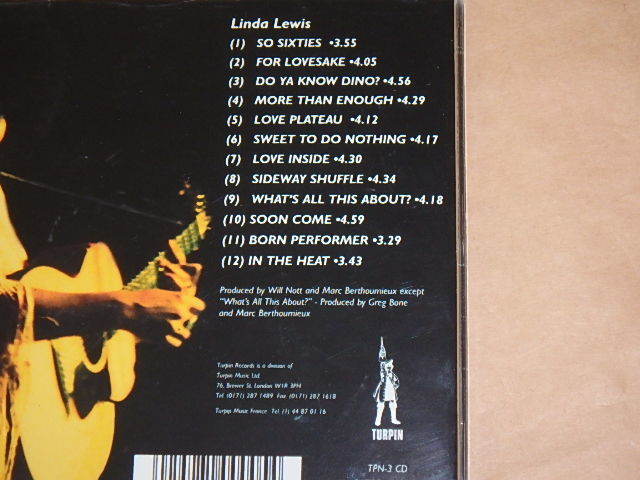 Linda Lewis
(1) SO SIXTIES •3.55
(2) FOR LOVESAKE •4.05
(3) DO YA KNOW DINO? •4.56
(4) MORE THAN ENOUGH •4.29
(5) LOVE PLATEAU •4.12
(6) SWEET TO DO NOTHING •4.17
(7) LOVE INSIDE •4.30
(8) SIDEWAY SHUFFLE •4.34
(9) WHAT'S ALL THIS ABOUT? •4.18
(10) SOON COME •4.59
(11) BORN PERFORMER •3.29
(12) IN THE HEAT •3.43
Produced by Will Nott and Marc Berthoumieux except
"What's All This About?" - Produced by Greg Bone
and Marc Berthoumieux
Turpin Records is a division of
Turpin Music Ltd
76, Brewer St. London W1R 3PH
Tel (0171) 287 1489 Fax (0171) 287 1618
Turpin Music France Tel (1) 44 87 01 16
TURPIN
TPN-3 CD